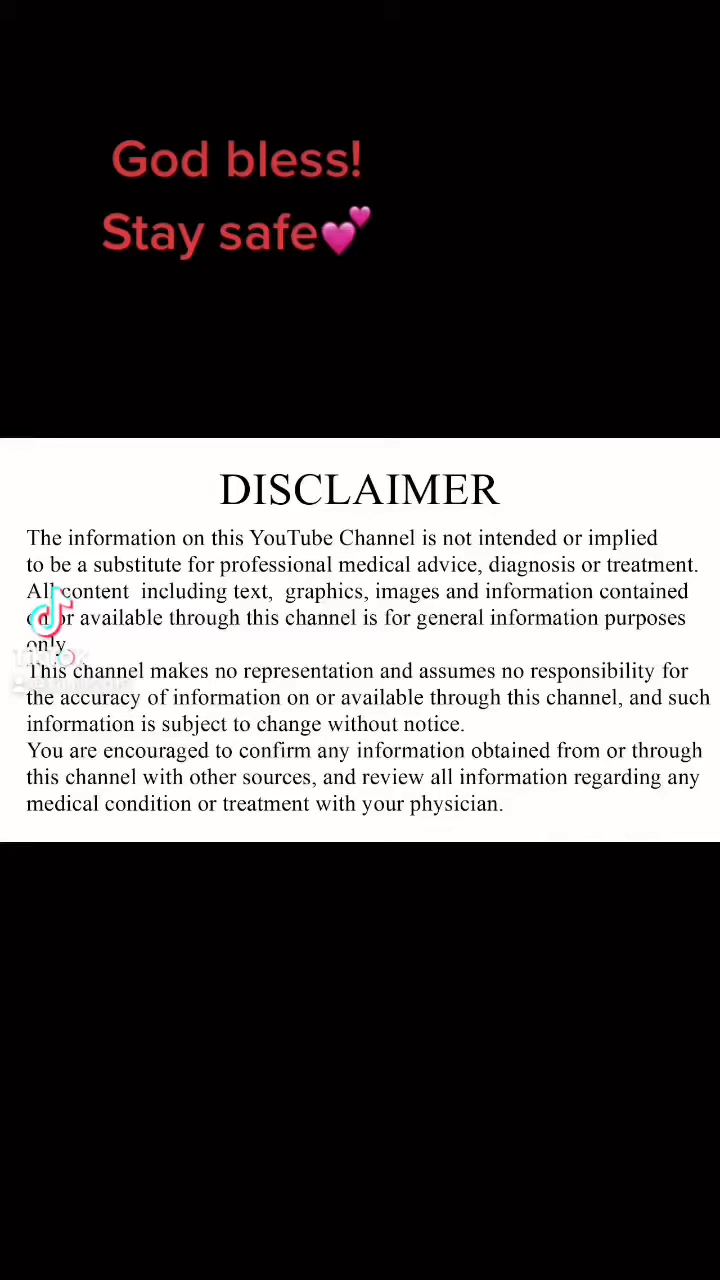 God bless!
Stay safe💕
DISCLAIMER
The information on this YouTube Channel is not intended or implied
to be a substitute for professional medical advice, diagnosis or treatment.
All content including text, graphics, images and information contained
on or available through this channel is for general information purposes
only.
This channel makes no representation and assumes no responsibility for
the accuracy of information on or available through this channel, and such
information is subject to change without notice.
You are encouraged to confirm any information obtained from or through
this channel with other sources, and review all information regarding any
medical condition or treatment with your physician.
TikTok